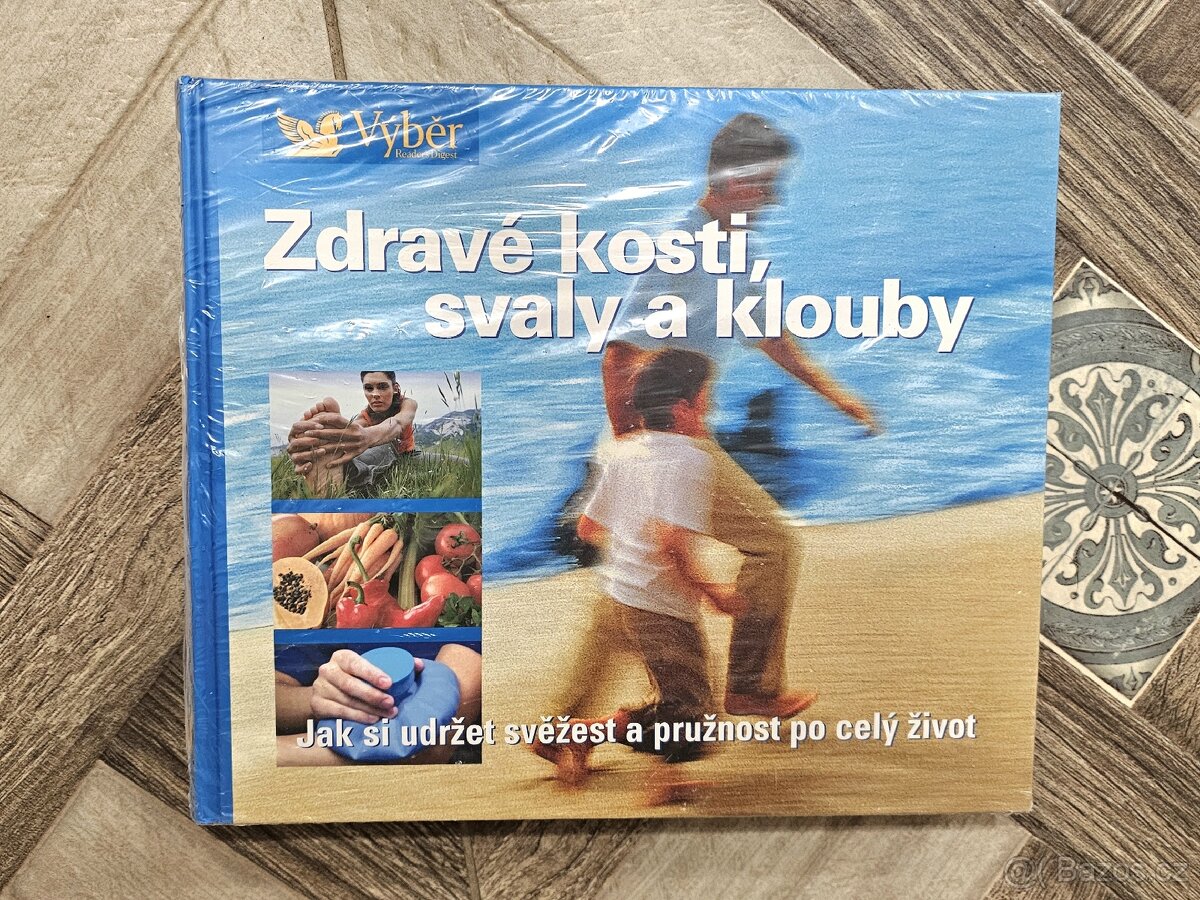 Výběr
Reader's Digest
Zdravé kosti,
svaly a klouby
Jak si udržet svěžest a pružnost po celý život
@ Bazos.cz